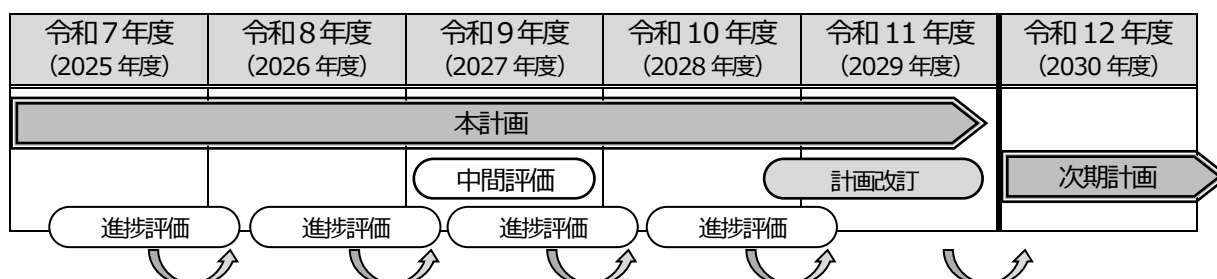 令和7年度
(2025年度)
令和8年度
(2026年度)
令和9年度
(2027年度)
令和10年度
(2028年度)
令和11年度
(2029年度)
令和12年度
(2030年度)
本計画
中間評価
計画改訂
次期計画
進捗評価
進捗評価
進捗評価
進捗評価